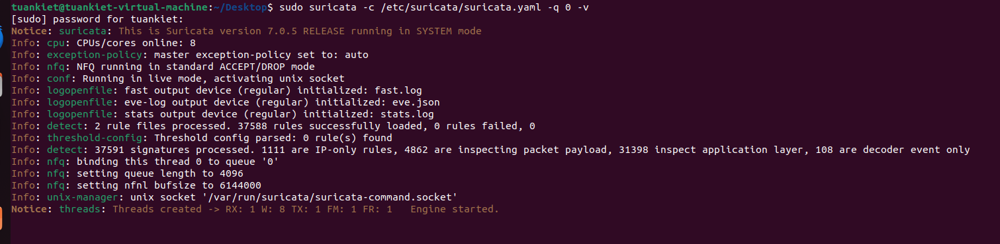 tuankiet@tuankiet-virtual-machine:~/Desktop$ sudo suricata -c /etc/suricata/suricata.yaml -q 0 -v
[sudo] password for tuankiet:
Notice: suricata: This is Suricata version 7.0.5 RELEASE running in SYSTEM mode
Info: cpu: CPUs/cores online: 8
Info: exception-policy: master exception-policy set to: auto
Info: nfq: NFQ running in standard ACCEPT/DROP mode
Info: conf: Running in live mode, activating unix socket
Info: logopenfile: fast output device (regular) initialized: fast.log
Info: logopenfile: eve-log output device (regular) initialized: eve.json
Info: logopenfile: stats output device (regular) initialized: stats.log
Info: detect: 2 rule files processed. 37588 rules successfully loaded, 0 rules failed, 0
Info: threshold-config: Threshold config parsed: 0 rule(s) found
Info: detect: 37591 signatures processed. 1111 are IP-only rules, 4862 are inspecting packet payload, 31398 inspect application layer, 108 are decoder event only
Info: nfq: binding this thread 0 to queue '0'
Info: nfq: setting queue length to 4096
Info: nfq: setting nfnl bufsize to 6144000
Info: unix-manager: unix socket '/var/run/suricata/suricata-command.socket'
Notice: threads: Threads created -> RX: 1 W: 8 TX: 1 FM: 1 FR: 1   Engine started.